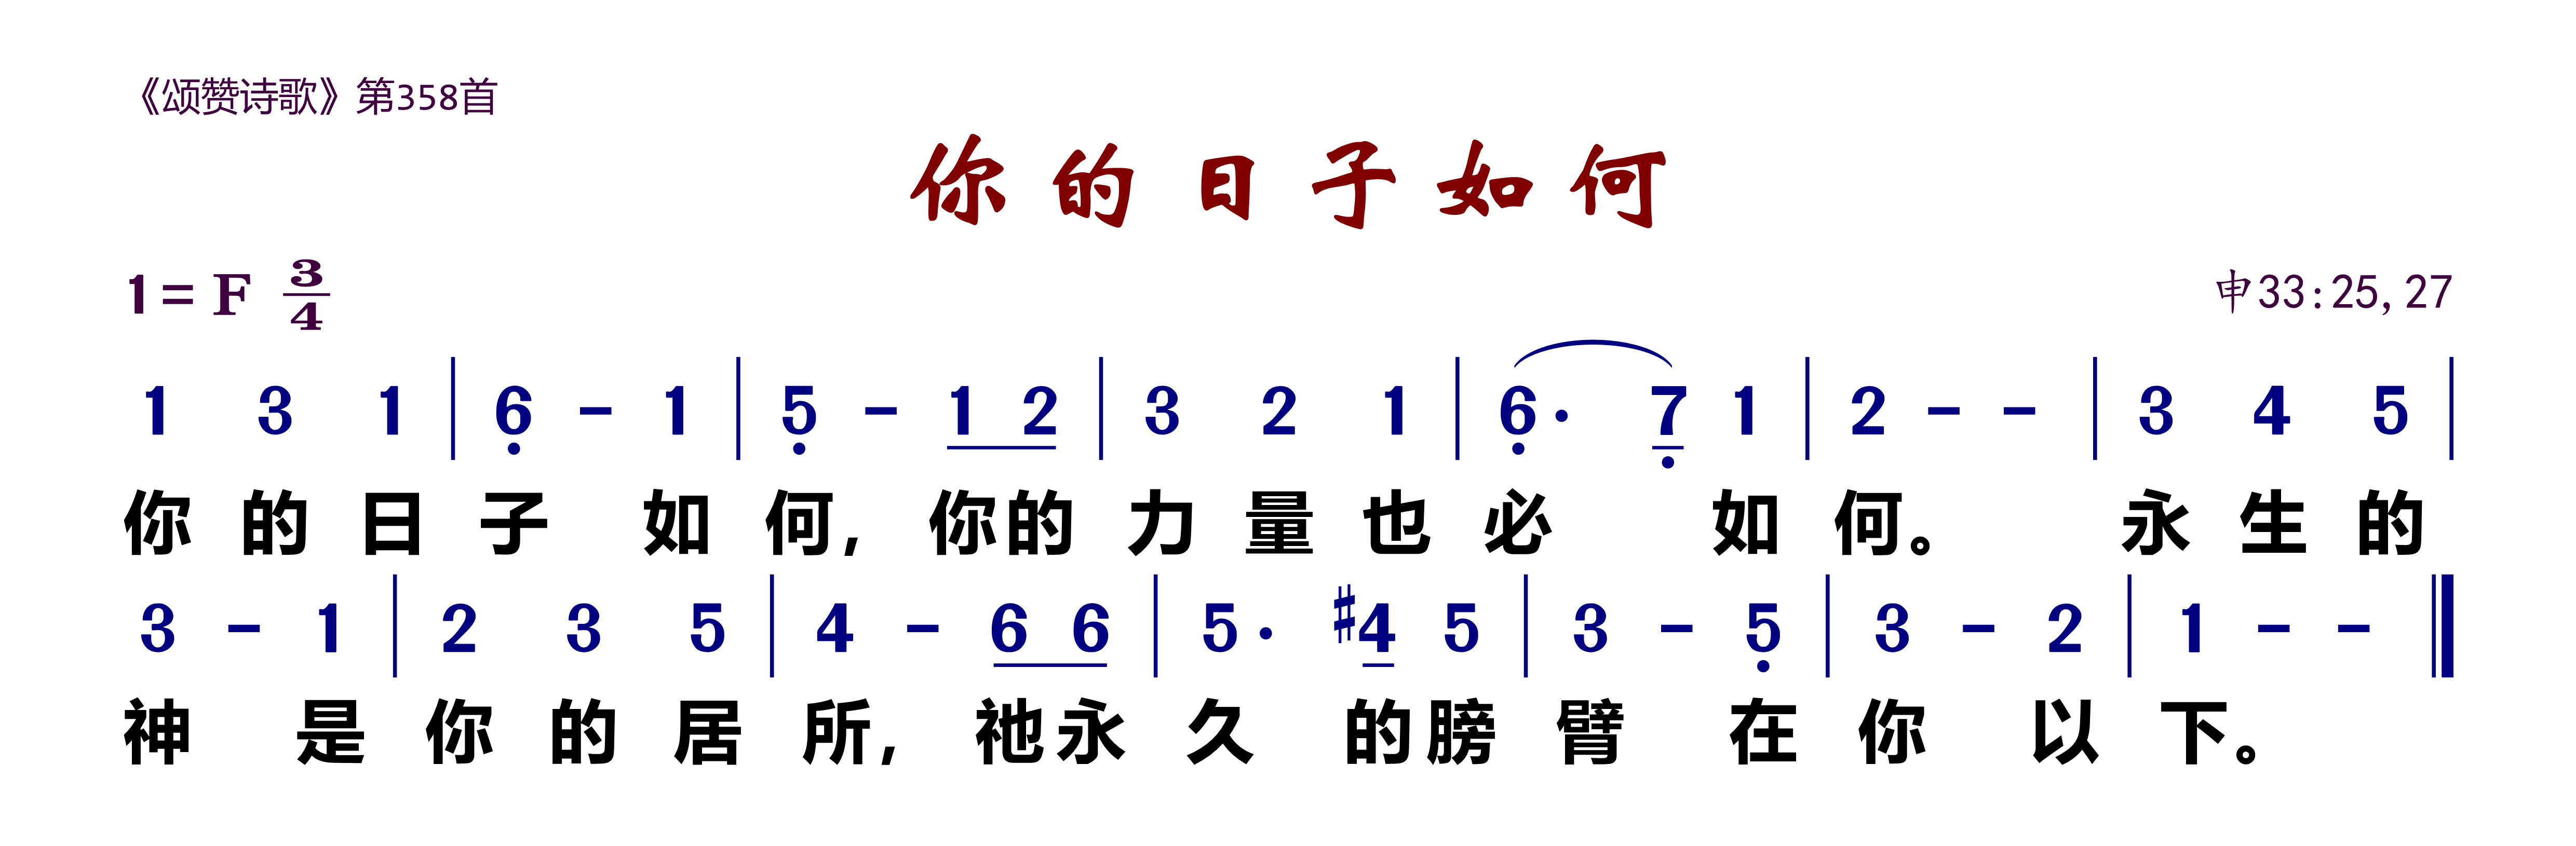 《颂赞诗歌》第358首
你的日子如何
1=F 3/4
申33:25,27
1 3 1 | 6̣ - 1 | 5̣ - 1 2 | 3 2 1 | 6̣· 7̣ 1 | 2 - - | 3 4 5 |
你的日子如何，你的力量也必如何。永生的
3 - 1 | 2 3 5 | 4 - 6 6 | 5· #4 5 | 3 - 5̣ | 3 - 2 | 1 - - ‖
神是你的居所，祂永久的膀臂在你以下。